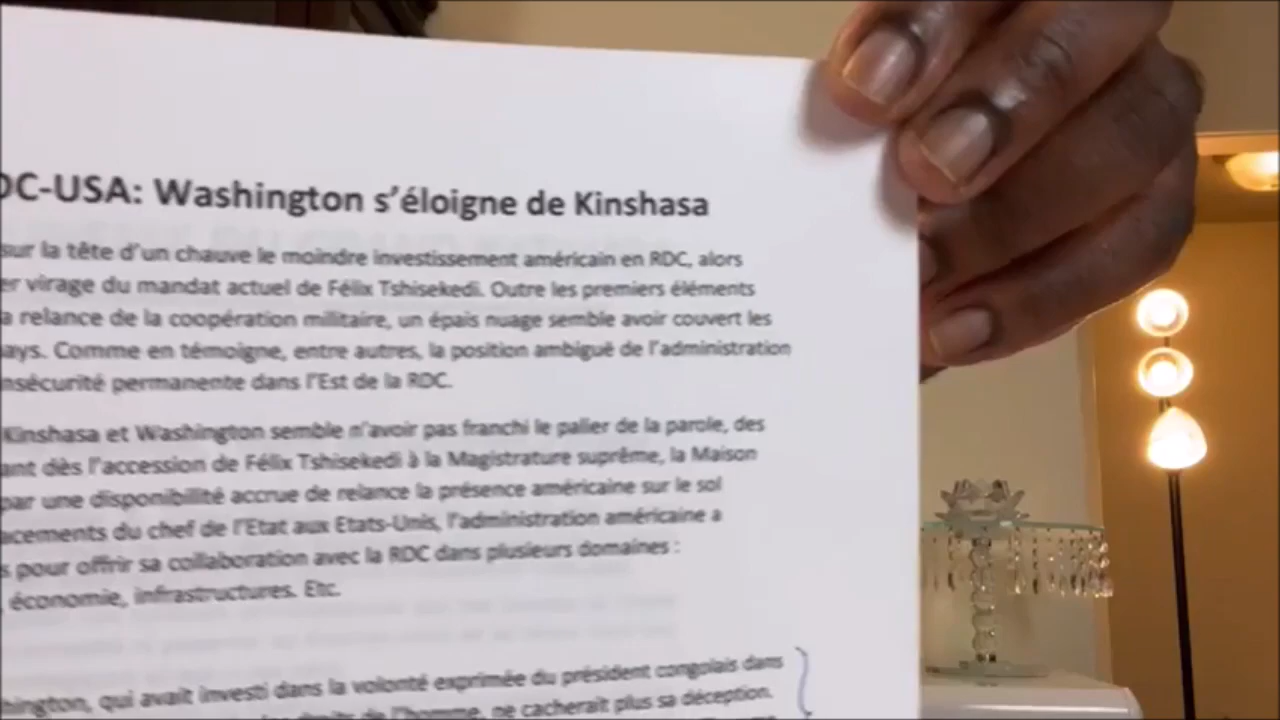 DC-USA: Washington s'éloigne de Kinshasa
sur la tête d'un chauve le moindre investissement américain en RDC, alors
er virage du mandat actuel de Félix Tshisekedi. Outre les premiers éléments
a relance de la coopération militaire, un épais nuage semble avoir couvert les
ays. Comme en témoigne, entre autres, la position ambiguë de l'administration
nsécurité permanente dans l'Est de la RDC.
Kinshasa et Washington semble n'avoir pas franchi le palier de la parole, des
ant dès l'accession de Félix Tshisekedi à la Magistrature suprême, la Maison
par une disponibilité accrue de relance la présence américaine sur le sol
acements du chef de l'Etat aux Etats-Unis, l'administration américaine a
s pour offrir sa collaboration avec la RDC dans plusieurs domaines :
, économie, infrastructures. Etc.
hington, qui avait investi dans la volonté exprimée du président congolais dans
droits de l'homme, ne cacherait plus sa déception.